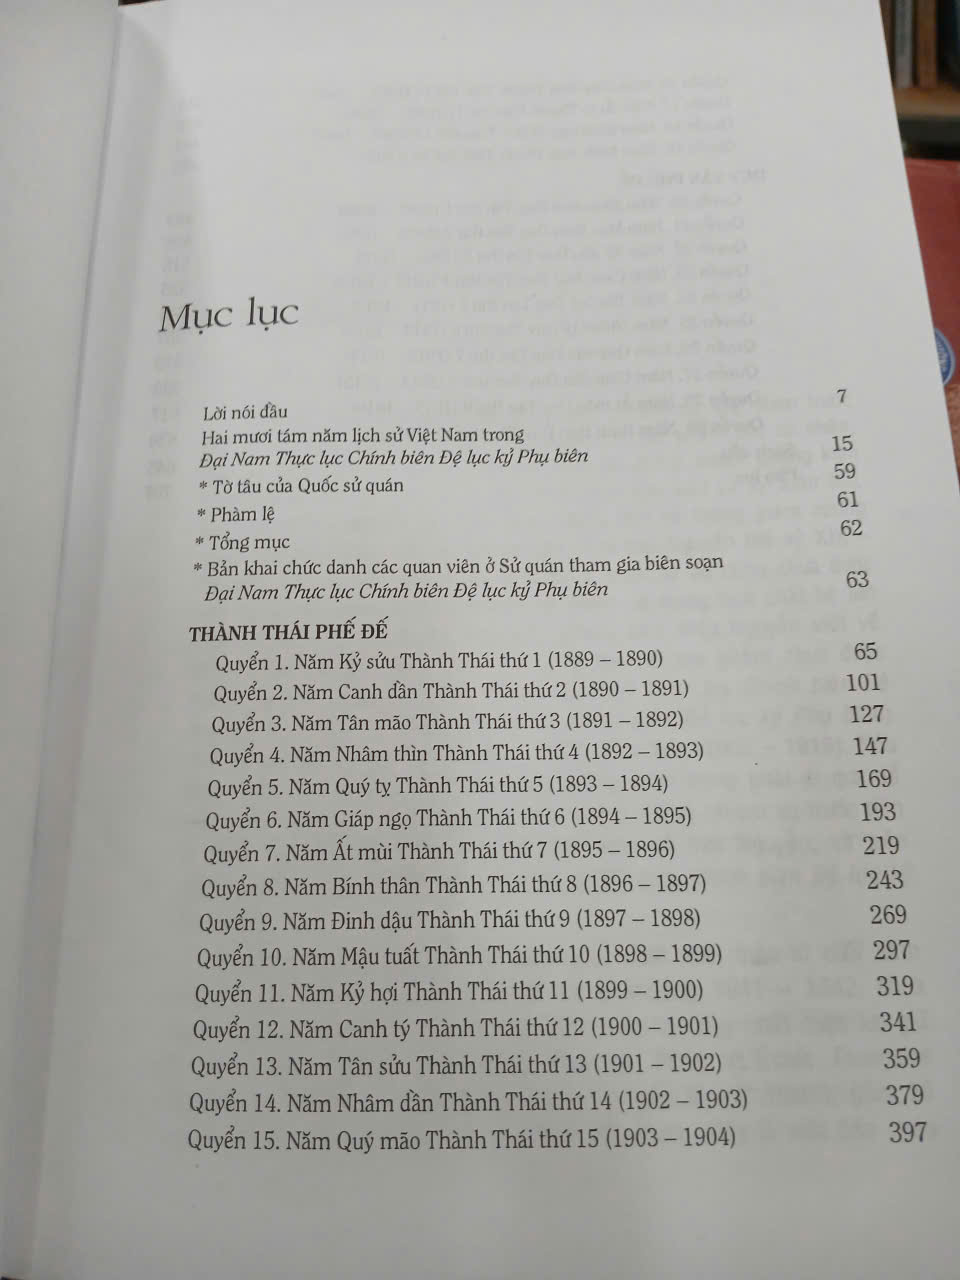 Mục lục
Lời nói đầu 7
Hai mươi tám năm lịch sử Việt Nam trong
Đại Nam Thực lục Chính biên Đệ lục kỷ Phụ biên 15
* Tờ tâu của Quốc sử quán 59
* Phàm lệ 61
* Tổng mục 62
* Bản khai chức danh các quan viên ở Sử quán tham gia biên soạn
Đại Nam Thực lục Chính biên Đệ lục kỷ Phụ biên 63
THÀNH THÁI PHẾ ĐẾ
Quyển 1. Năm Kỷ sửu Thành Thái thứ 1 (1889 – 1890) 65
Quyển 2. Năm Canh dần Thành Thái thứ 2 (1890 – 1891) 101
Quyển 3. Năm Tân mão Thành Thái thứ 3 (1891 – 1892) 127
Quyển 4. Năm Nhâm thìn Thành Thái thứ 4 (1892 – 1893) 147
Quyển 5. Năm Quý tỵ Thành Thái thứ 5 (1893 – 1894) 169
Quyển 6. Năm Giáp ngọ Thành Thái thứ 6 (1894 – 1895) 193
Quyển 7. Năm Ất mùi Thành Thái thứ 7 (1895 – 1896) 219
Quyển 8. Năm Bính thân Thành Thái thứ 8 (1896 – 1897) 243
Quyển 9. Năm Đinh dậu Thành Thái thứ 9 (1897 – 1898) 269
Quyển 10. Năm Mậu tuất Thành Thái thứ 10 (1898 – 1899) 297
Quyển 11. Năm Kỷ hợi Thành Thái thứ 11 (1899 – 1900) 319
Quyển 12. Năm Canh tý Thành Thái thứ 12 (1900 – 1901) 341
Quyển 13. Năm Tân sửu Thành Thái thứ 13 (1901 – 1902) 359
Quyển 14. Năm Nhâm dần Thành Thái thứ 14 (1902 – 1903) 379
Quyển 15. Năm Quý mão Thành Thái thứ 15 (1903 – 1904) 397